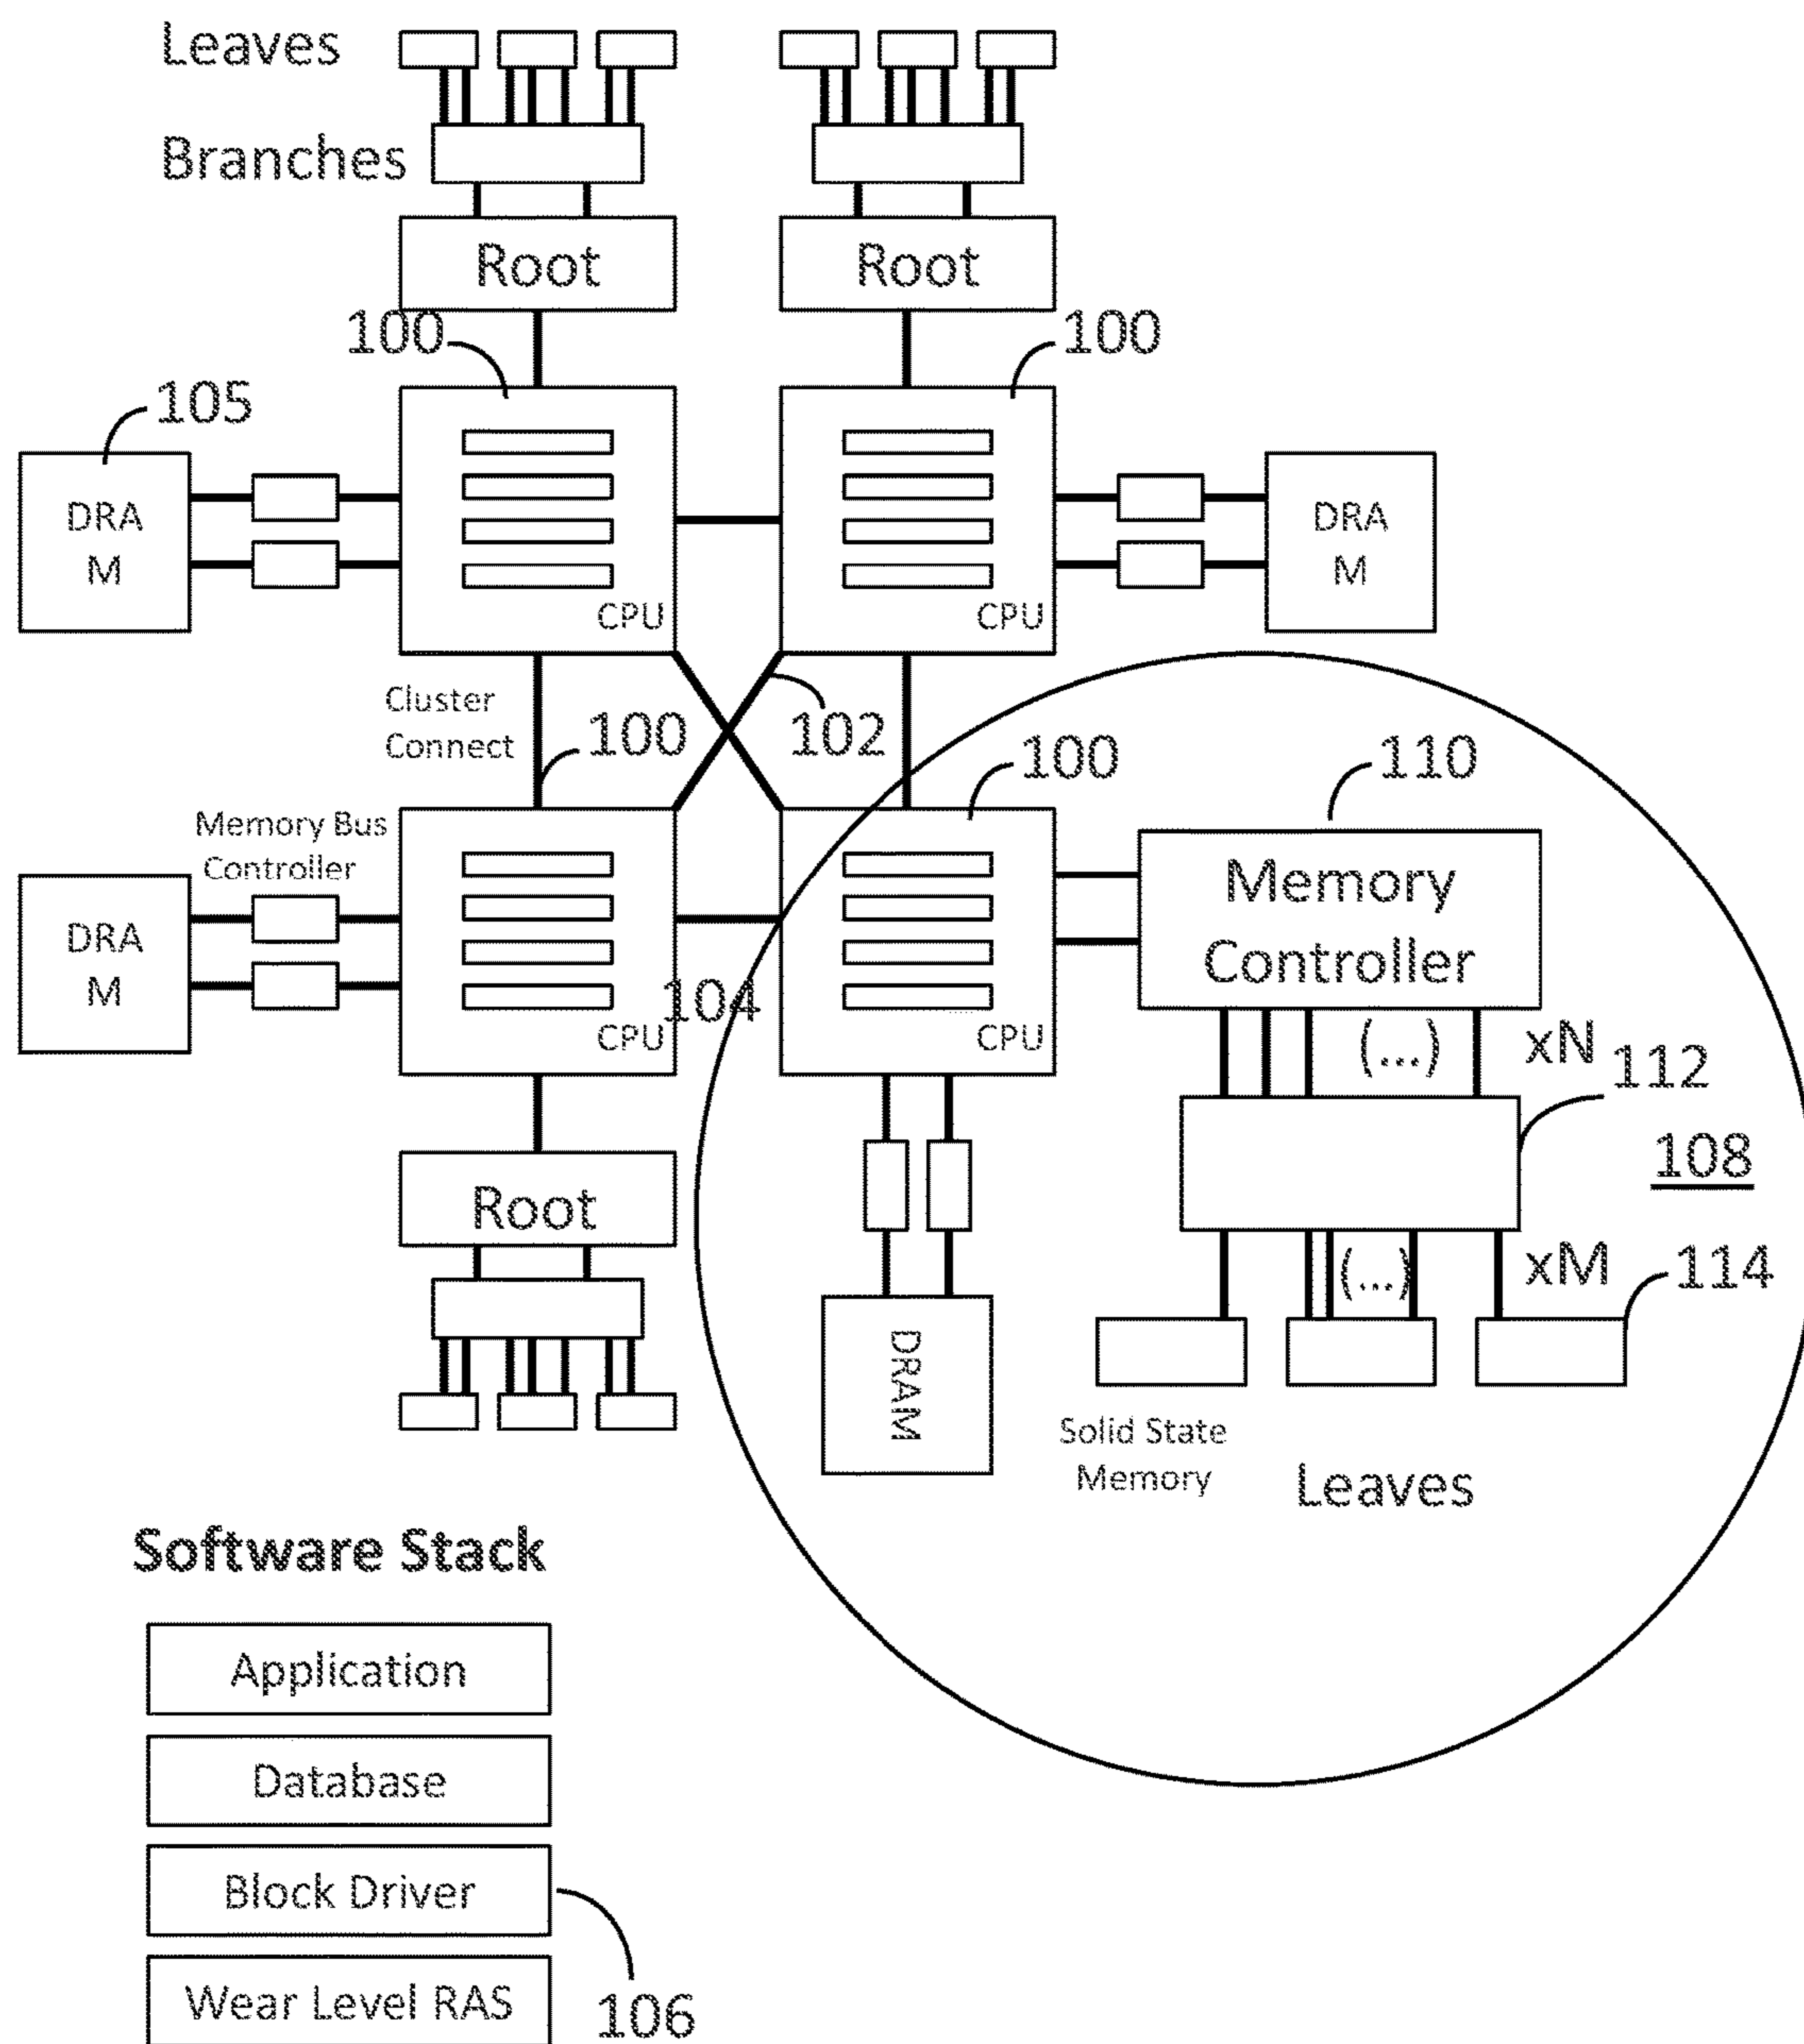 Leaves
Branches
Root
Root
100
100
105
DRA
M
DRA
M
CPU
CPU
Cluster
Connect
100
102
100
110
Memory Bus
Controller
Memory
Controller
DRA
M
104
CPU
CPU
(...)
xN
112
108
Root
(...)
xM
114
DRAM
Solid State
Memory
Leaves
Software Stack
Application
Database
Block Driver
Wear Level RAS
106